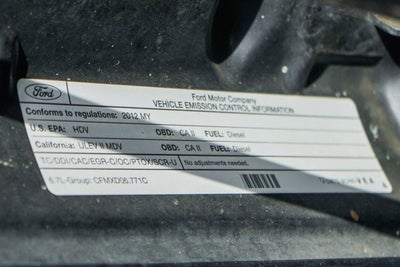 Ford
Ford Motor Company
VEHICLE EMISSION CONTROL INFORMATION
Conforms to regulations: 2012 MY
U.S. EPA: HDV OBD: CA II FUEL: Diesel
California: ULEV II MDV OBD: CA II FUEL: Diesel
TC/DDI/CAC/EGR-C/OC/PTOX/SCR-U No adjustments needed.
6.7L-Group: CFMXD06.771C